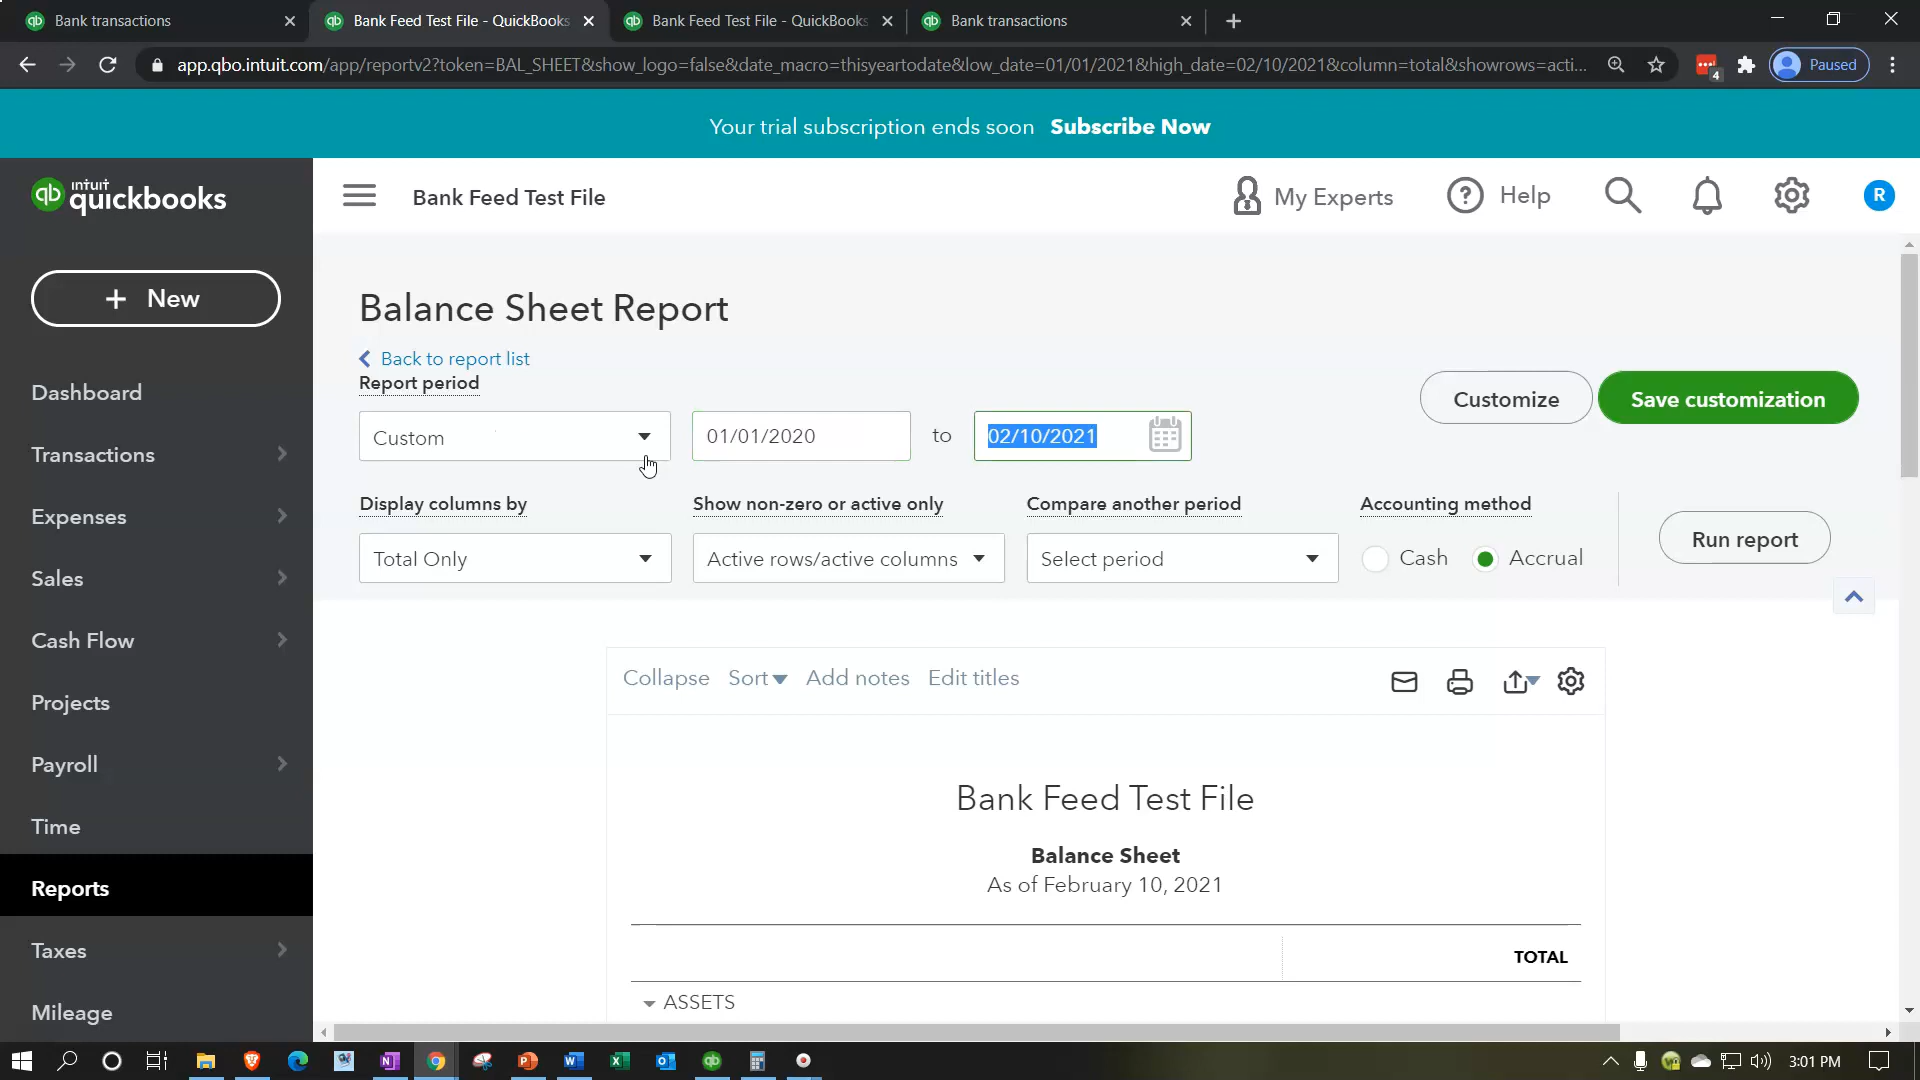 Bank transactions
Bank Feed Test File - QuickBooks
Bank Feed Test File - QuickBooks
Bank transactions
app.qbo.intuit.com/app/reportv2?token=BAL_SHEET&show_logo=false&date_macro=thisyeartodate&low_date=01/01/2021&high_date=02/10/2021&column=total&showrows=acti...
4
Paused
Your trial subscription ends soon Subscribe Now
qb intuit quickbooks
Bank Feed Test File
My Experts
Help
R
+ New
Dashboard
Transactions
Expenses
Sales
Cash Flow
Projects
Payroll
Time
Reports
Taxes
Mileage
Balance Sheet Report
Back to report list
Report period
Custom
01/01/2020 to 02/10/2021
Customize
Save customization
Display columns by
Show non-zero or active only
Compare another period
Accounting method
Total Only
Active rows/active columns
Select period
Cash
Accrual
Run report
Collapse Sort Add notes Edit titles
Bank Feed Test File
Balance Sheet
As of February 10, 2021
TOTAL
ASSETS
3:01 PM